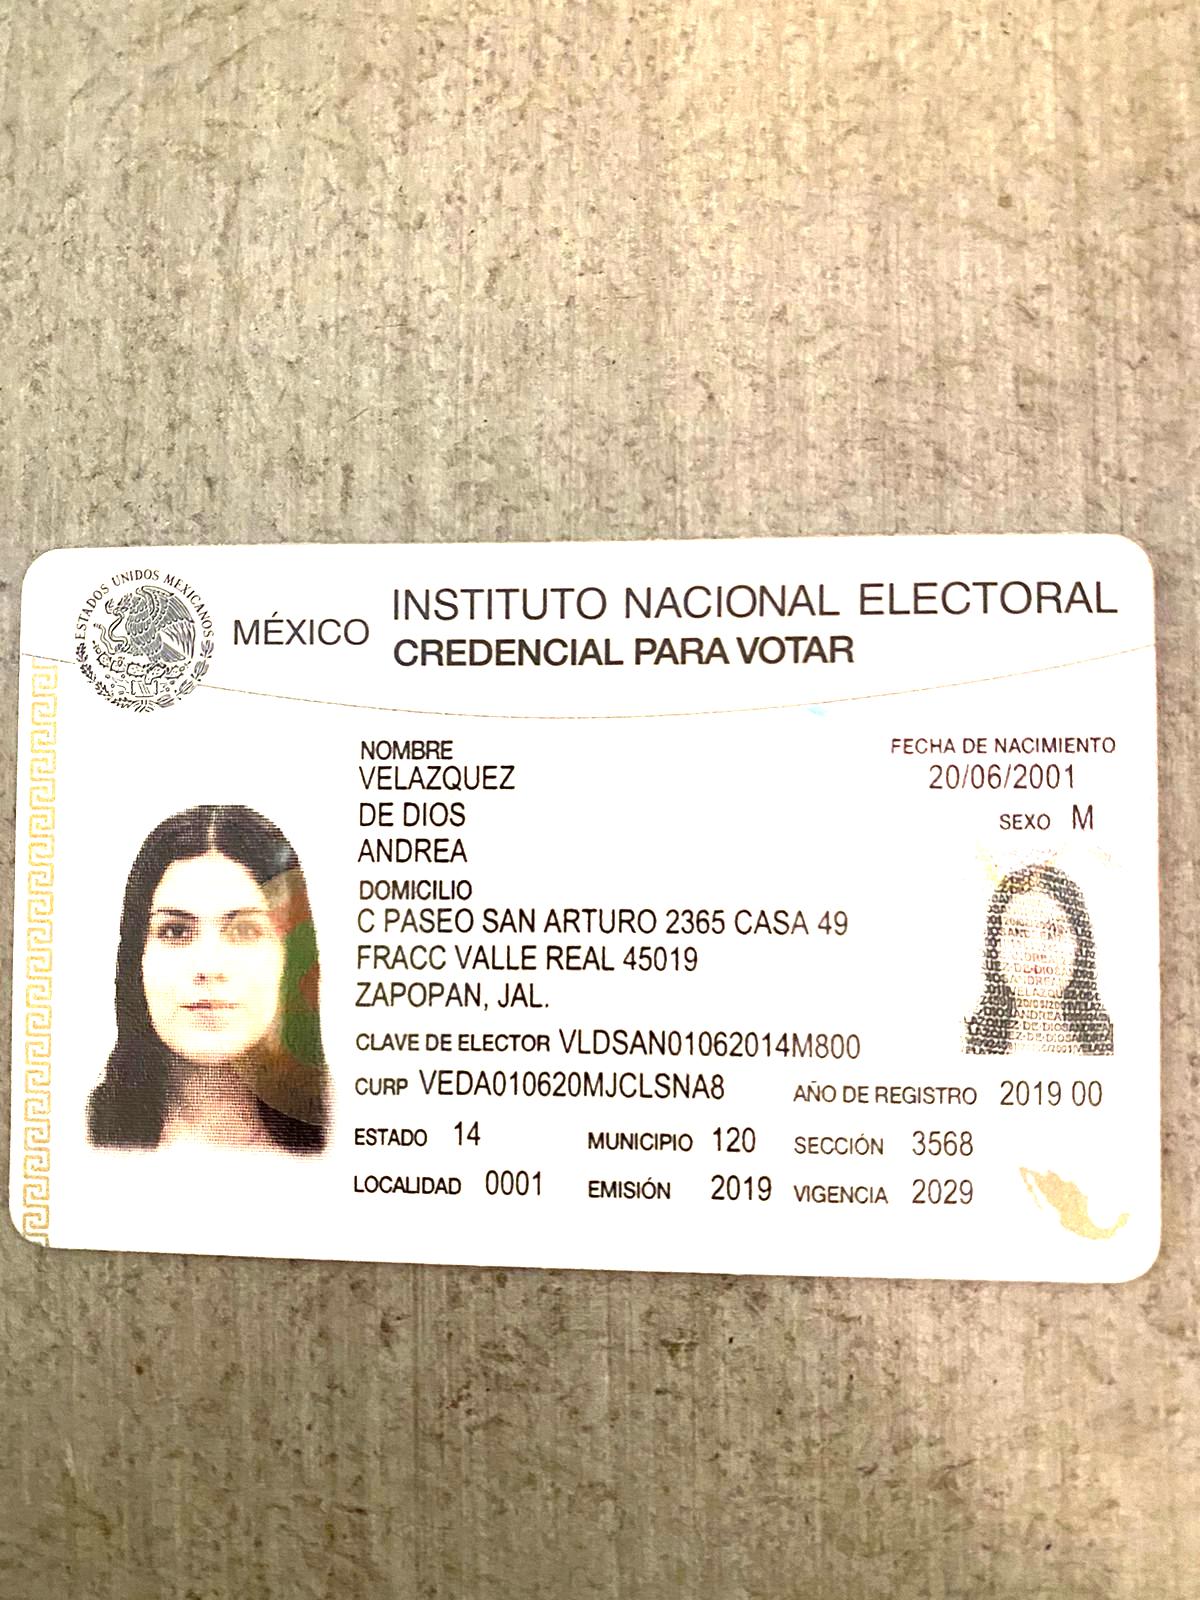 ESTADOS UNIDOS MEXICANOS
MÉXICO
INSTITUTO NACIONAL ELECTORAL
CREDENCIAL PARA VOTAR
NOMBRE
VELAZQUEZ
DE DIOS
ANDREA
FECHA DE NACIMIENTO
20/06/2001
SEXO M
DOMICILIO
C PASEO SAN ARTURO 2365 CASA 49
FRACC VALLE REAL 45019
ZAPOPAN, JAL.
CLAVE DE ELECTOR VLDSAN01062014M800
CURP VEDA010620MJCLSNA8 AÑO DE REGISTRO 2019 00
ESTADO 14 MUNICIPIO 120 SECCIÓN 3568
LOCALIDAD 0001 EMISIÓN 2019 VIGENCIA 2029